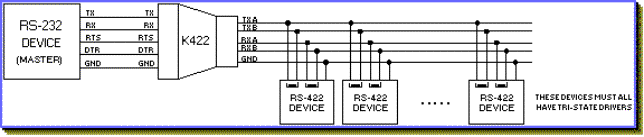 RS-232
DEVICE
(MASTER)
TX
RX
RTS
DTR
GND
TX
RX
RTS
DTR
GND
K422
TXA
TXB
RXA
RXB
GND
RS-422
DEVICE
RS-422
DEVICE
.....
RS-422
DEVICE
THESE DEVICES MUST ALL
HAVE TRI-STATE DRIVERS